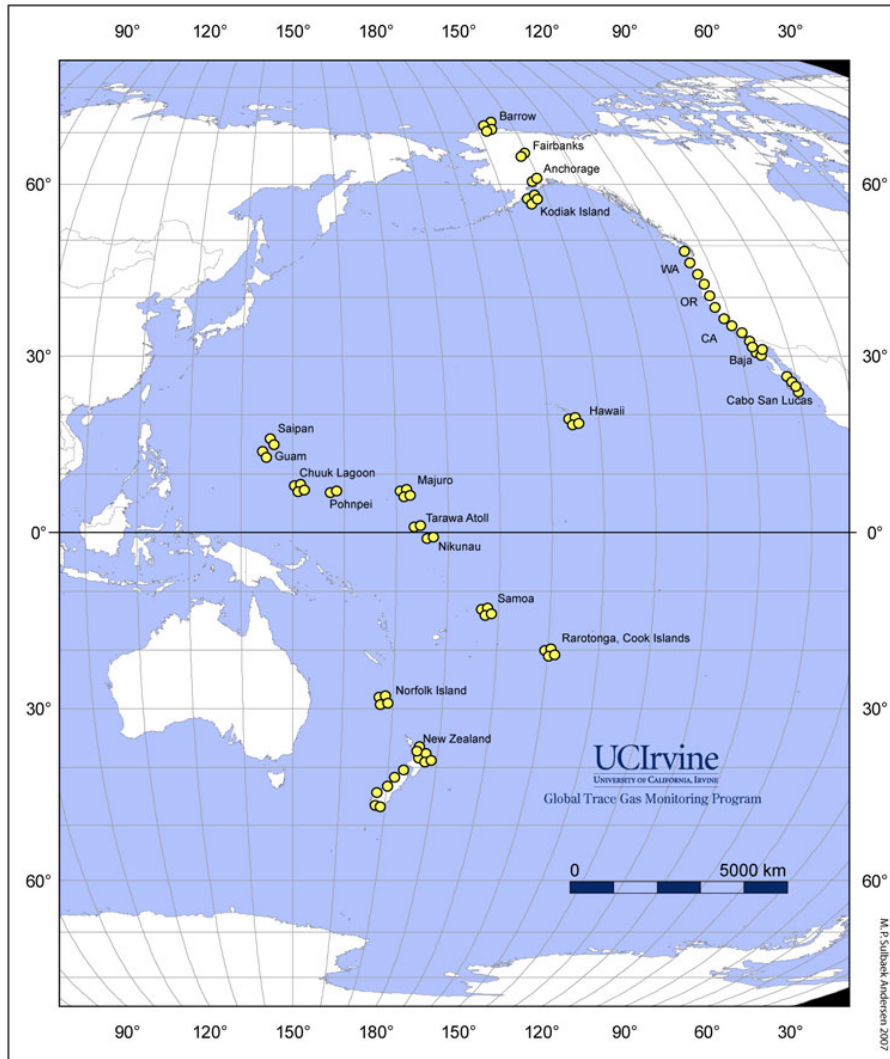 90° 120° 150° 180° 150° 120° 90° 60° 30°
Barrow
Fairbanks
Anchorage
60° 60°
Kodiak Island
WA
OR
CA
30° 30°
Baja
Cabo San Lucas
Hawaii
Saipan
Guam
Chuuk Lagoon
Majuro
Pohnpei
Tarawa Atoll
0° 0°
Nikunau
Samoa
Rarotonga, Cook Islands
Norfolk Island
30° 30°
New Zealand
UCIrvine
UNIVERSITY OF CALIFORNIA, IRVINE
Global Trace Gas Monitoring Program
0 5000 km
60° 60°
M.P.Sulbaek Andersen 2007
90° 120° 150° 180° 150° 120° 90° 60° 30°